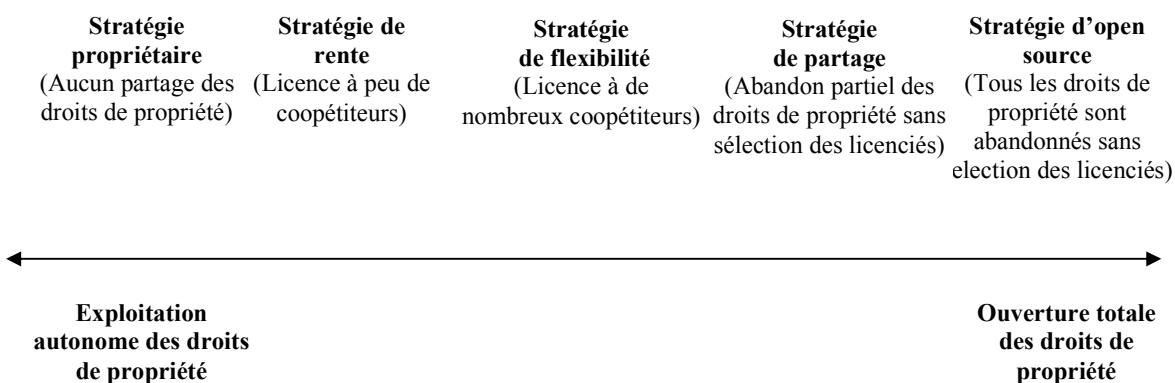 Stratégie
propriétaire
(Aucun partage des
droits de propriété)
Stratégie de
rente
(Licence à peu de
coopétiteurs)
Stratégie
de flexibilité
(Licence à de
nombreux coopétiteurs)
Stratégie
de partage
(Abandon partiel des
droits de propriété sans
sélection des licenciés)
Stratégie d’open
source
(Tous les droits de
propriété sont
abandonnés sans
election des licenciés)
Exploitation
autonome des droits
de propriété
Ouverture totale
des droits de
propriété